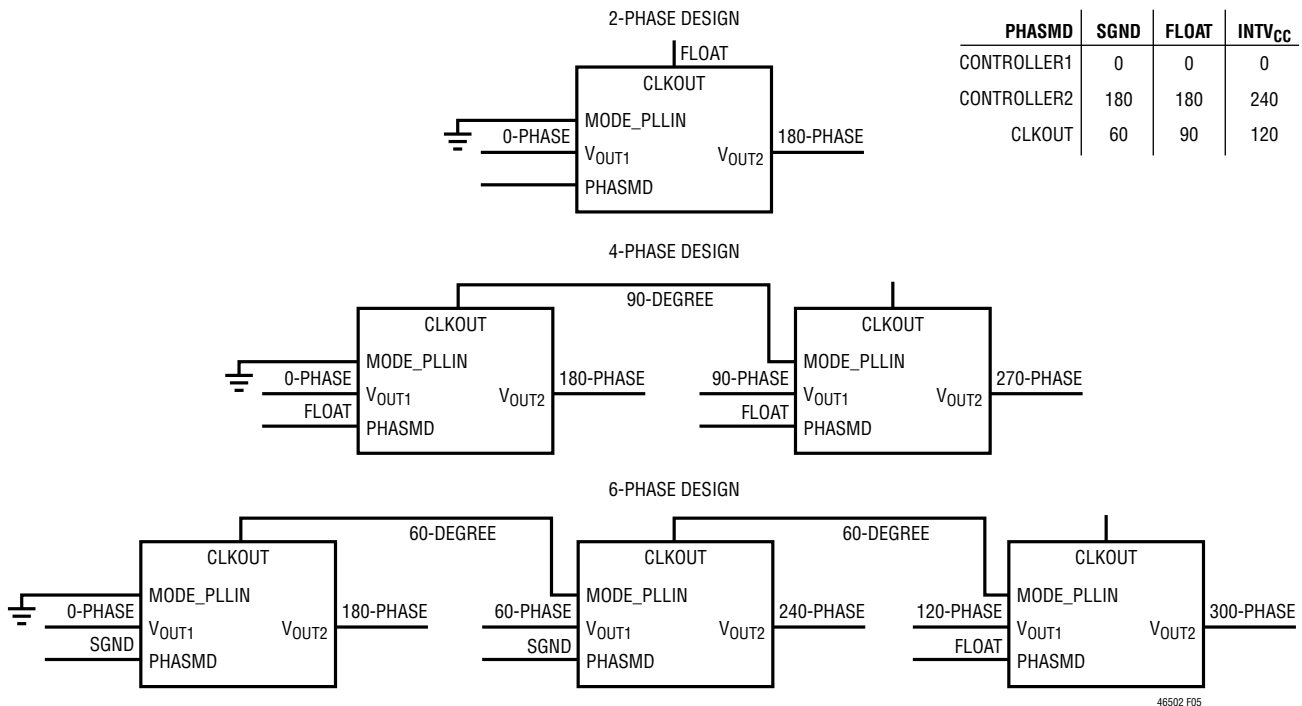 2-PHASE DESIGN
FLOAT
CLKOUT
MODE_PLLIN
0-PHASE
VOUT1
VOUT2
180-PHASE
PHASMD
PHASMD SGND FLOAT INTVCC
CONTROLLER1 0 0 0
CONTROLLER2 180 180 240
CLKOUT 60 90 120
4-PHASE DESIGN
90-DEGREE
CLKOUT
MODE_PLLIN
0-PHASE
VOUT1
VOUT2
180-PHASE
FLOAT
PHASMD
CLKOUT
MODE_PLLIN
90-PHASE
VOUT1
VOUT2
270-PHASE
FLOAT
PHASMD
6-PHASE DESIGN
60-DEGREE
60-DEGREE
CLKOUT
MODE_PLLIN
0-PHASE
VOUT1
VOUT2
180-PHASE
SGND
PHASMD
CLKOUT
MODE_PLLIN
60-PHASE
VOUT1
VOUT2
240-PHASE
SGND
PHASMD
CLKOUT
MODE_PLLIN
120-PHASE
VOUT1
VOUT2
300-PHASE
FLOAT
PHASMD
46502 F05